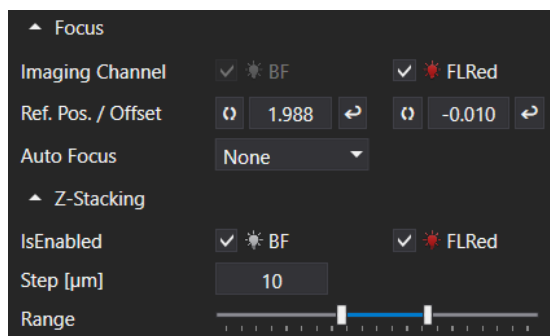 Focus
Imaging Channel BF FLRed
Ref. Pos. / Offset 1.988 -0.010
Auto Focus None
Z-Stacking
IsEnabled BF FLRed
Step [µm] 10
Range